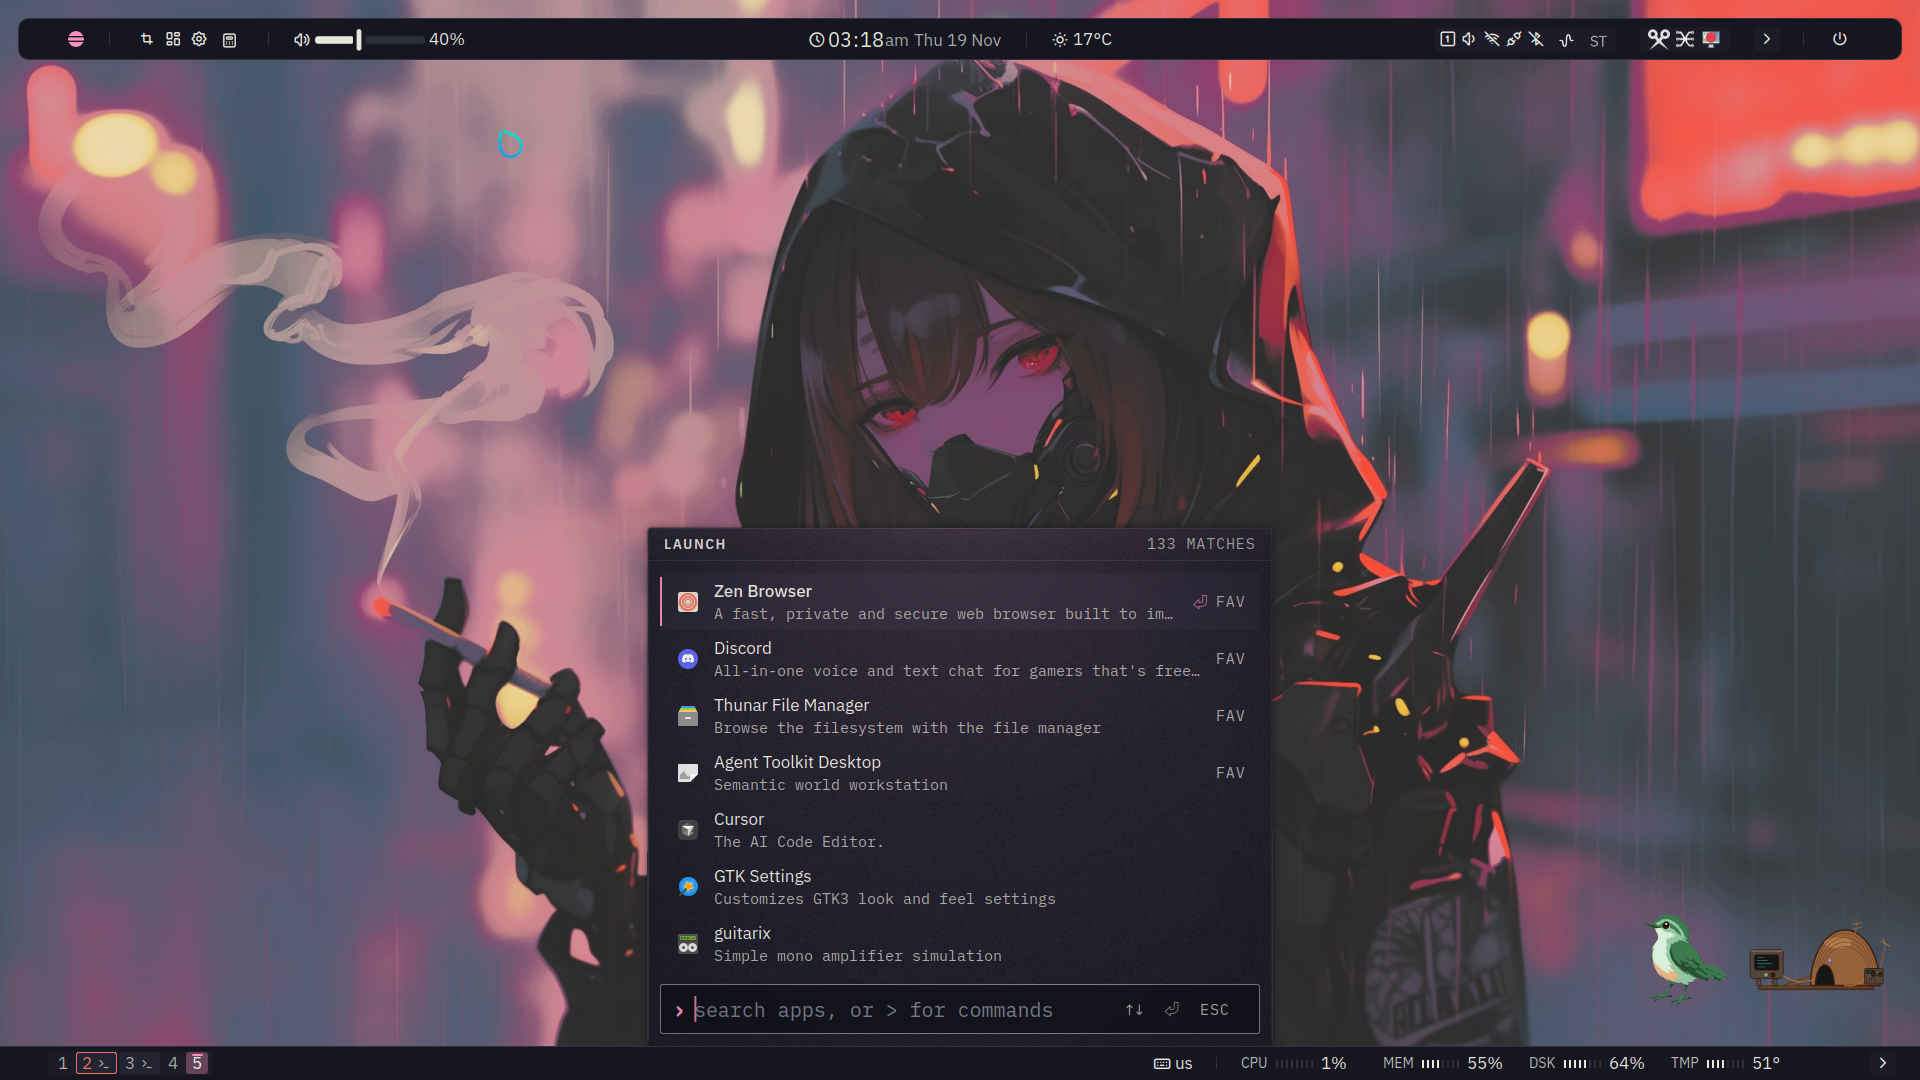 40%
03:18am Thu 19 Nov
17°C
1
ST
LAUNCH
133 MATCHES
Zen Browser
A fast, private and secure web browser built to im…
FAV
Discord
All-in-one voice and text chat for gamers that's free…
FAV
Thunar File Manager
Browse the filesystem with the file manager
FAV
Agent Toolkit Desktop
Semantic world workstation
FAV
Cursor
The AI Code Editor.
GTK Settings
Customizes GTK3 look and feel settings
guitarix
Simple mono amplifier simulation
› search apps, or > for commands
↑↓
ESC
1 2 >_ 3 >_ 4 5
us
CPU 1%
MEM 55%
DSK 64%
TMP 51°